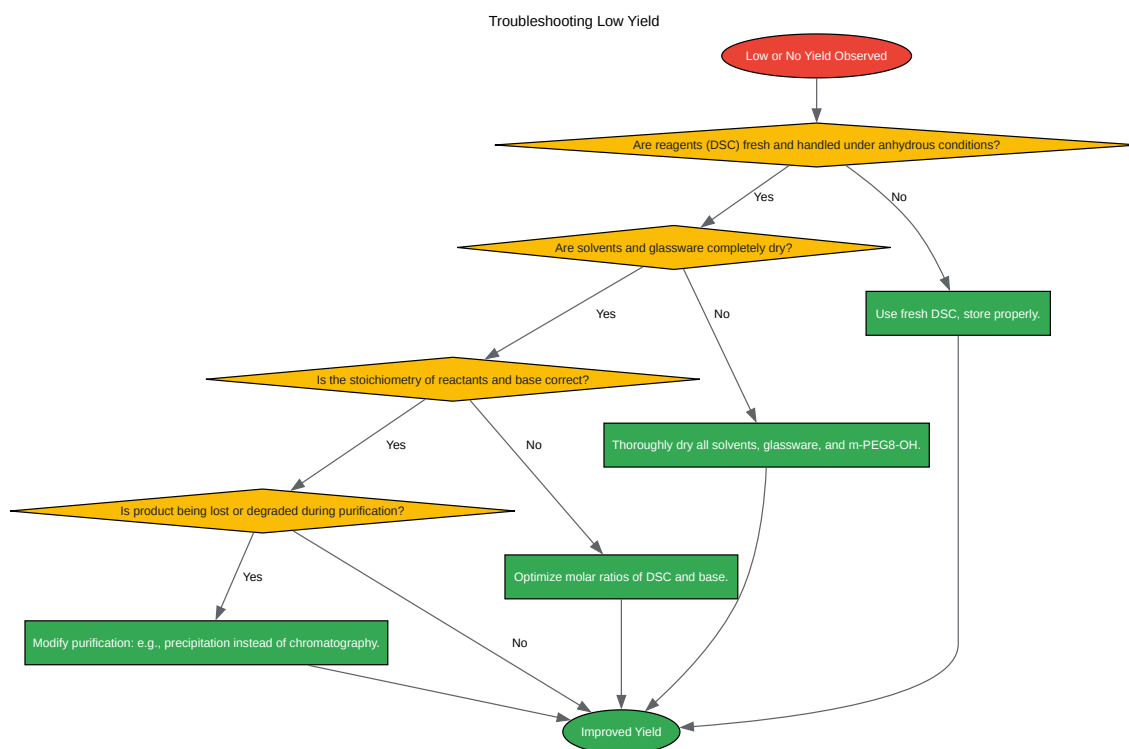 Troubleshooting Low Yield
Low or No Yield Observed
Are reagents (DSC) fresh and handled under anhydrous conditions?
Yes
No
Are solvents and glassware completely dry?
Yes
No
Use fresh DSC, store properly.
Is the stoichiometry of reactants and base correct?
Yes
No
Thoroughly dry all solvents, glassware, and m-PEG8-OH.
Is product being lost or degraded during purification?
Yes
No
Optimize molar ratios of DSC and base.
Modify purification: e.g., precipitation instead of chromatography.
Improved Yield